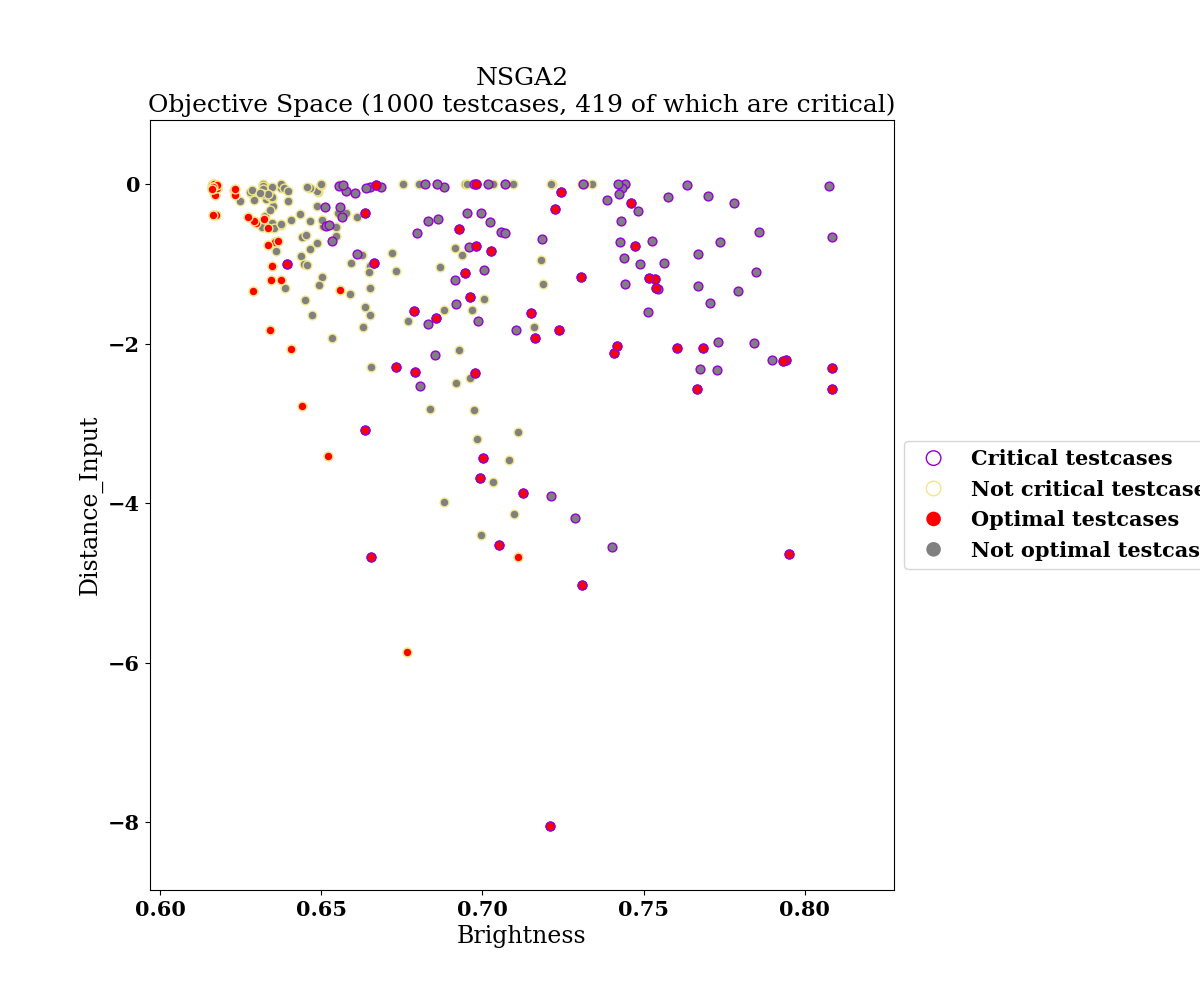 NSGA2
Objective Space (1000 testcases, 419 of which are critical)
0
−2
−4
−6
−8
Distance_Input
0.60 0.65 0.70 0.75 0.80
Brightness
Critical testcases
Not critical testcase
Optimal testcases
Not optimal testcas